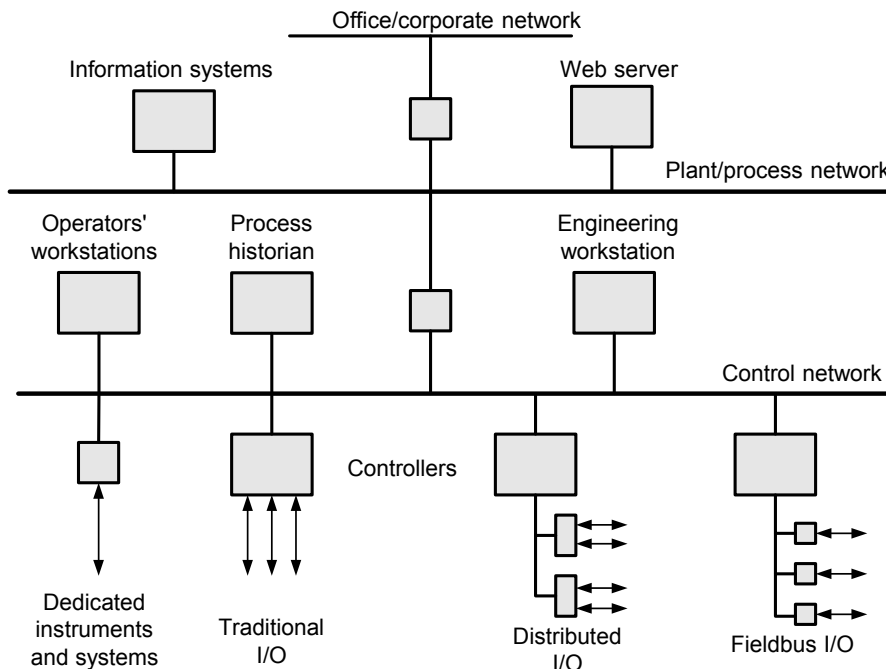 Office/corporate network
Information systems
Web server
Plant/process network
Operators'
workstations
Process
historian
Engineering
workstation
Control network
Controllers
Dedicated
instruments
and systems
Traditional
I/O
Distributed
I/O
Fieldbus I/O